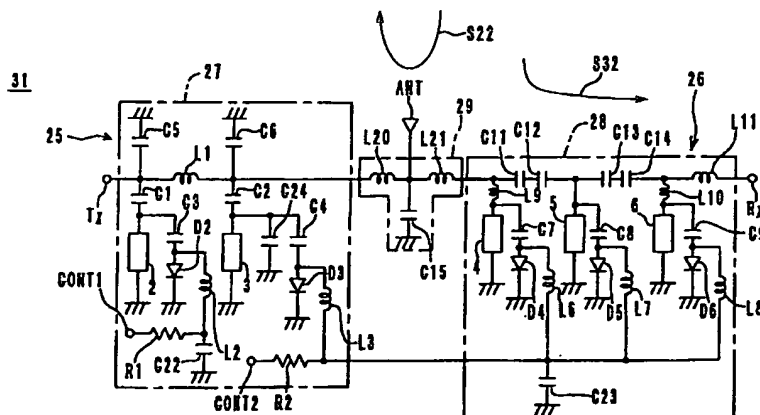 S22
31
27
ANT
S32
29
28
26
25
C5
C6
L20
L21
C11
C12
C13
C14
L11
L1
Tx
Rx
C1
C3
C2
C24
C4
L9
L10
C15
D2
2
3
D3
4
C7
5
C8
6
C9
CONT1
D4
L6
D5
L7
D6
L8
R1
L2
L3
C22
CONT2
R2
C23